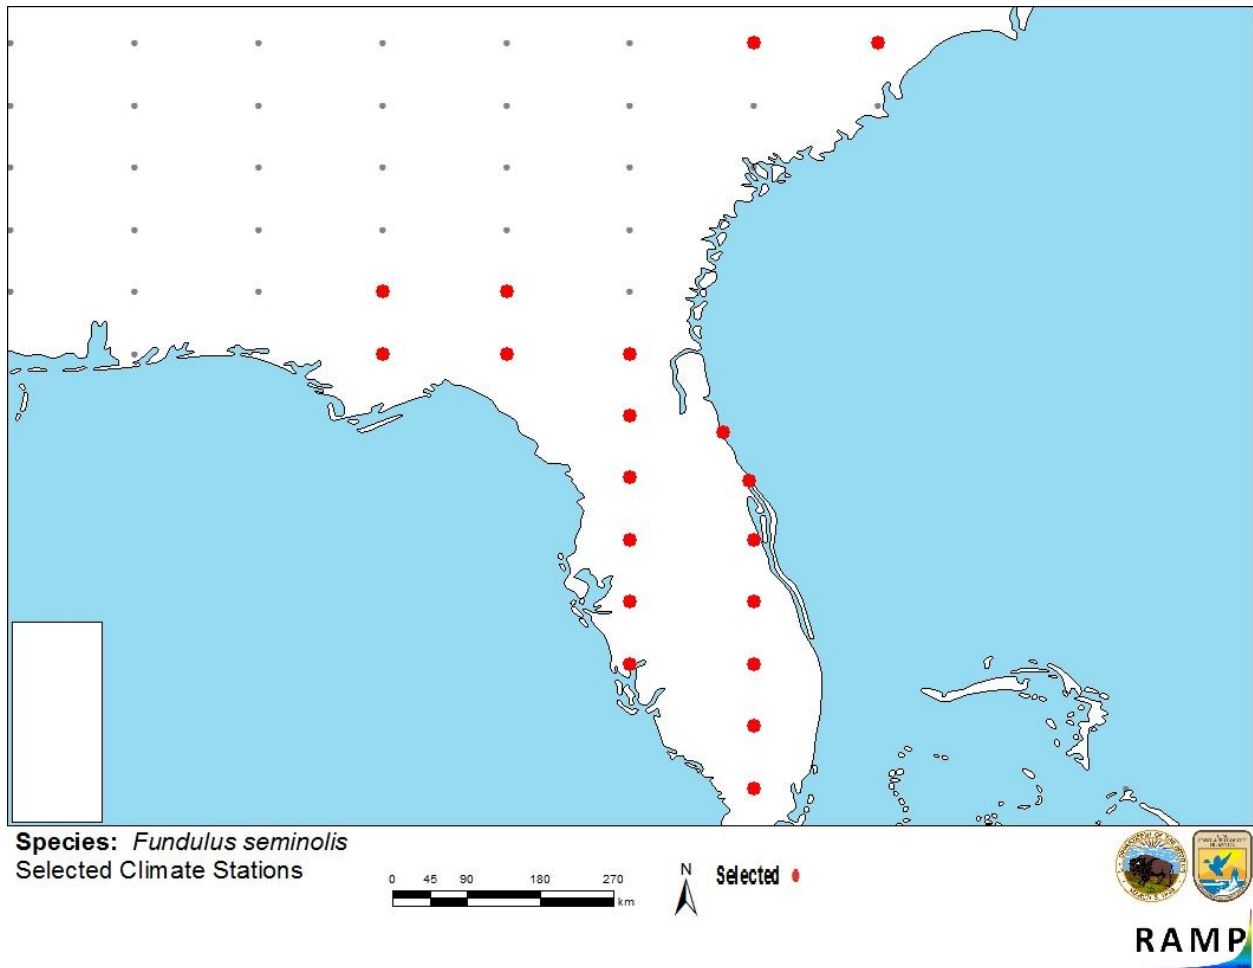 Species: Fundulus seminolis
Selected Climate Stations
0 45 90 180 270
km
N
Selected
RAMP